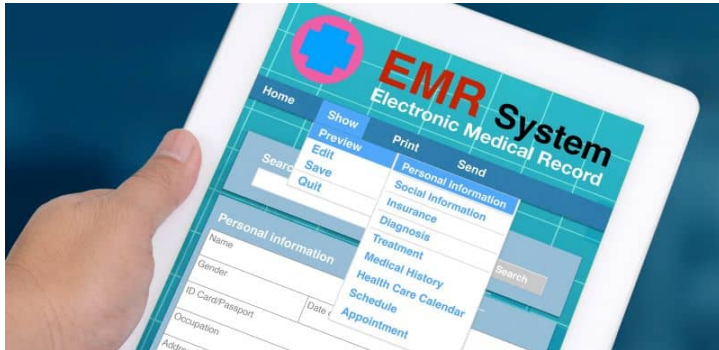 EMR System
Electronic Medical Record
Home
Show
Print
Send
Preview
Edit
Save
Quit
Personal Information
Social Information
Insurance
Diagnosis
Treatment
Medical History
Health Care Calendar
Schedule
Appointment
Search
Personal information
Name
Gender
ID Card/Passport
Date
Occupation